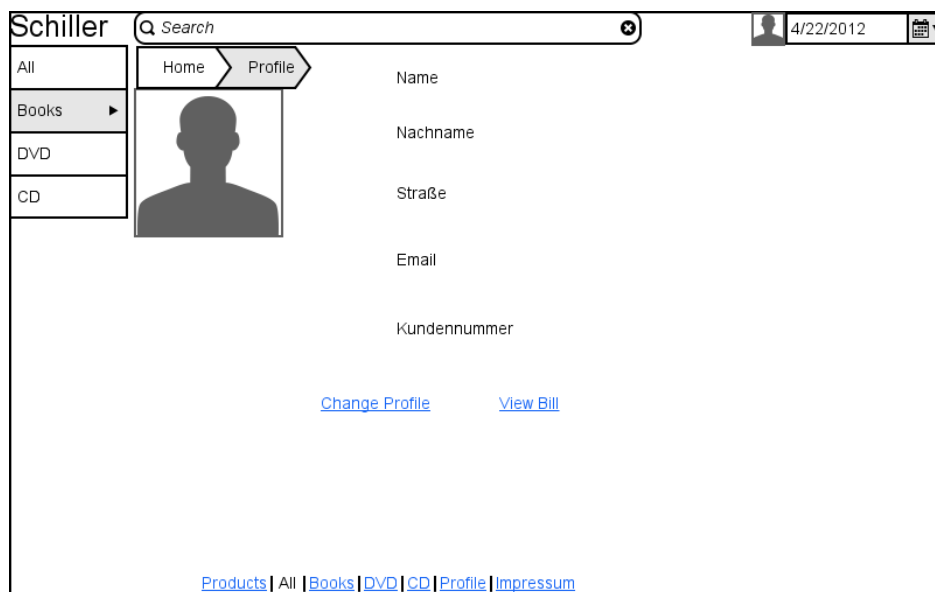 Schiller
Search
4/22/2012
All
Books
DVD
CD
Home
Profile
Name
Nachname
Straße
Email
Kundennummer
Change Profile View Bill
Products | All | Books | DVD | CD | Profile | Impressum